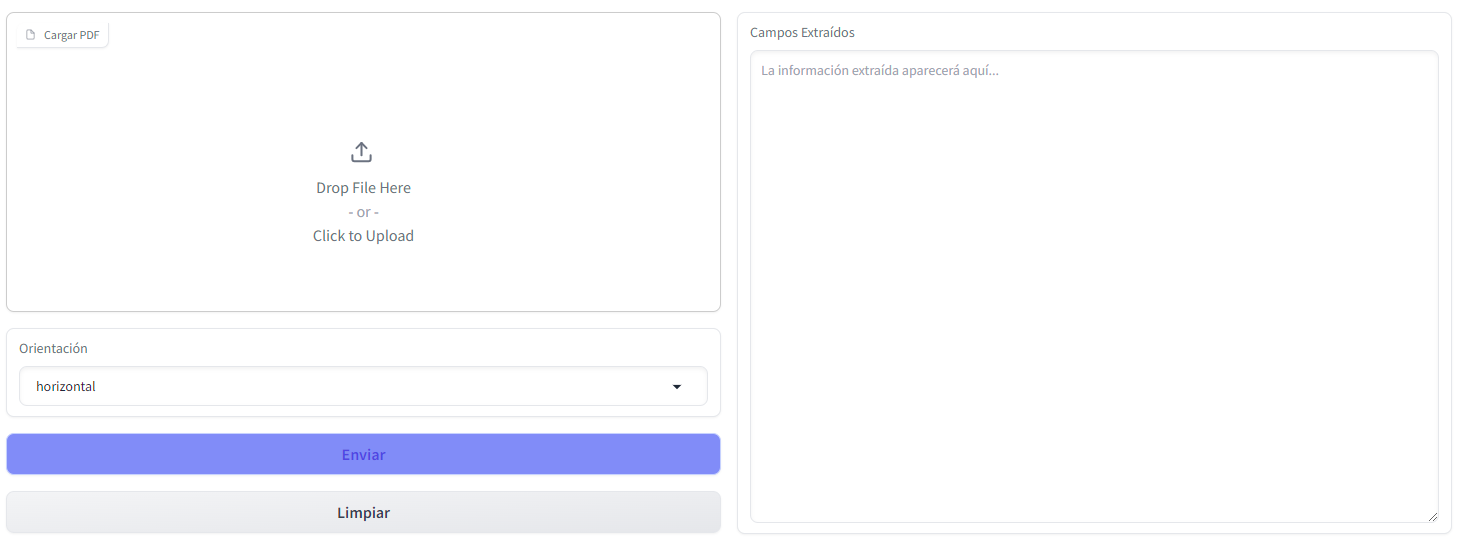 Cargar PDF
Drop File Here
- or -
Click to Upload
Orientación
horizontal
Enviar
Limpiar
Campos Extraídos
La información extraída aparecerá aquí...